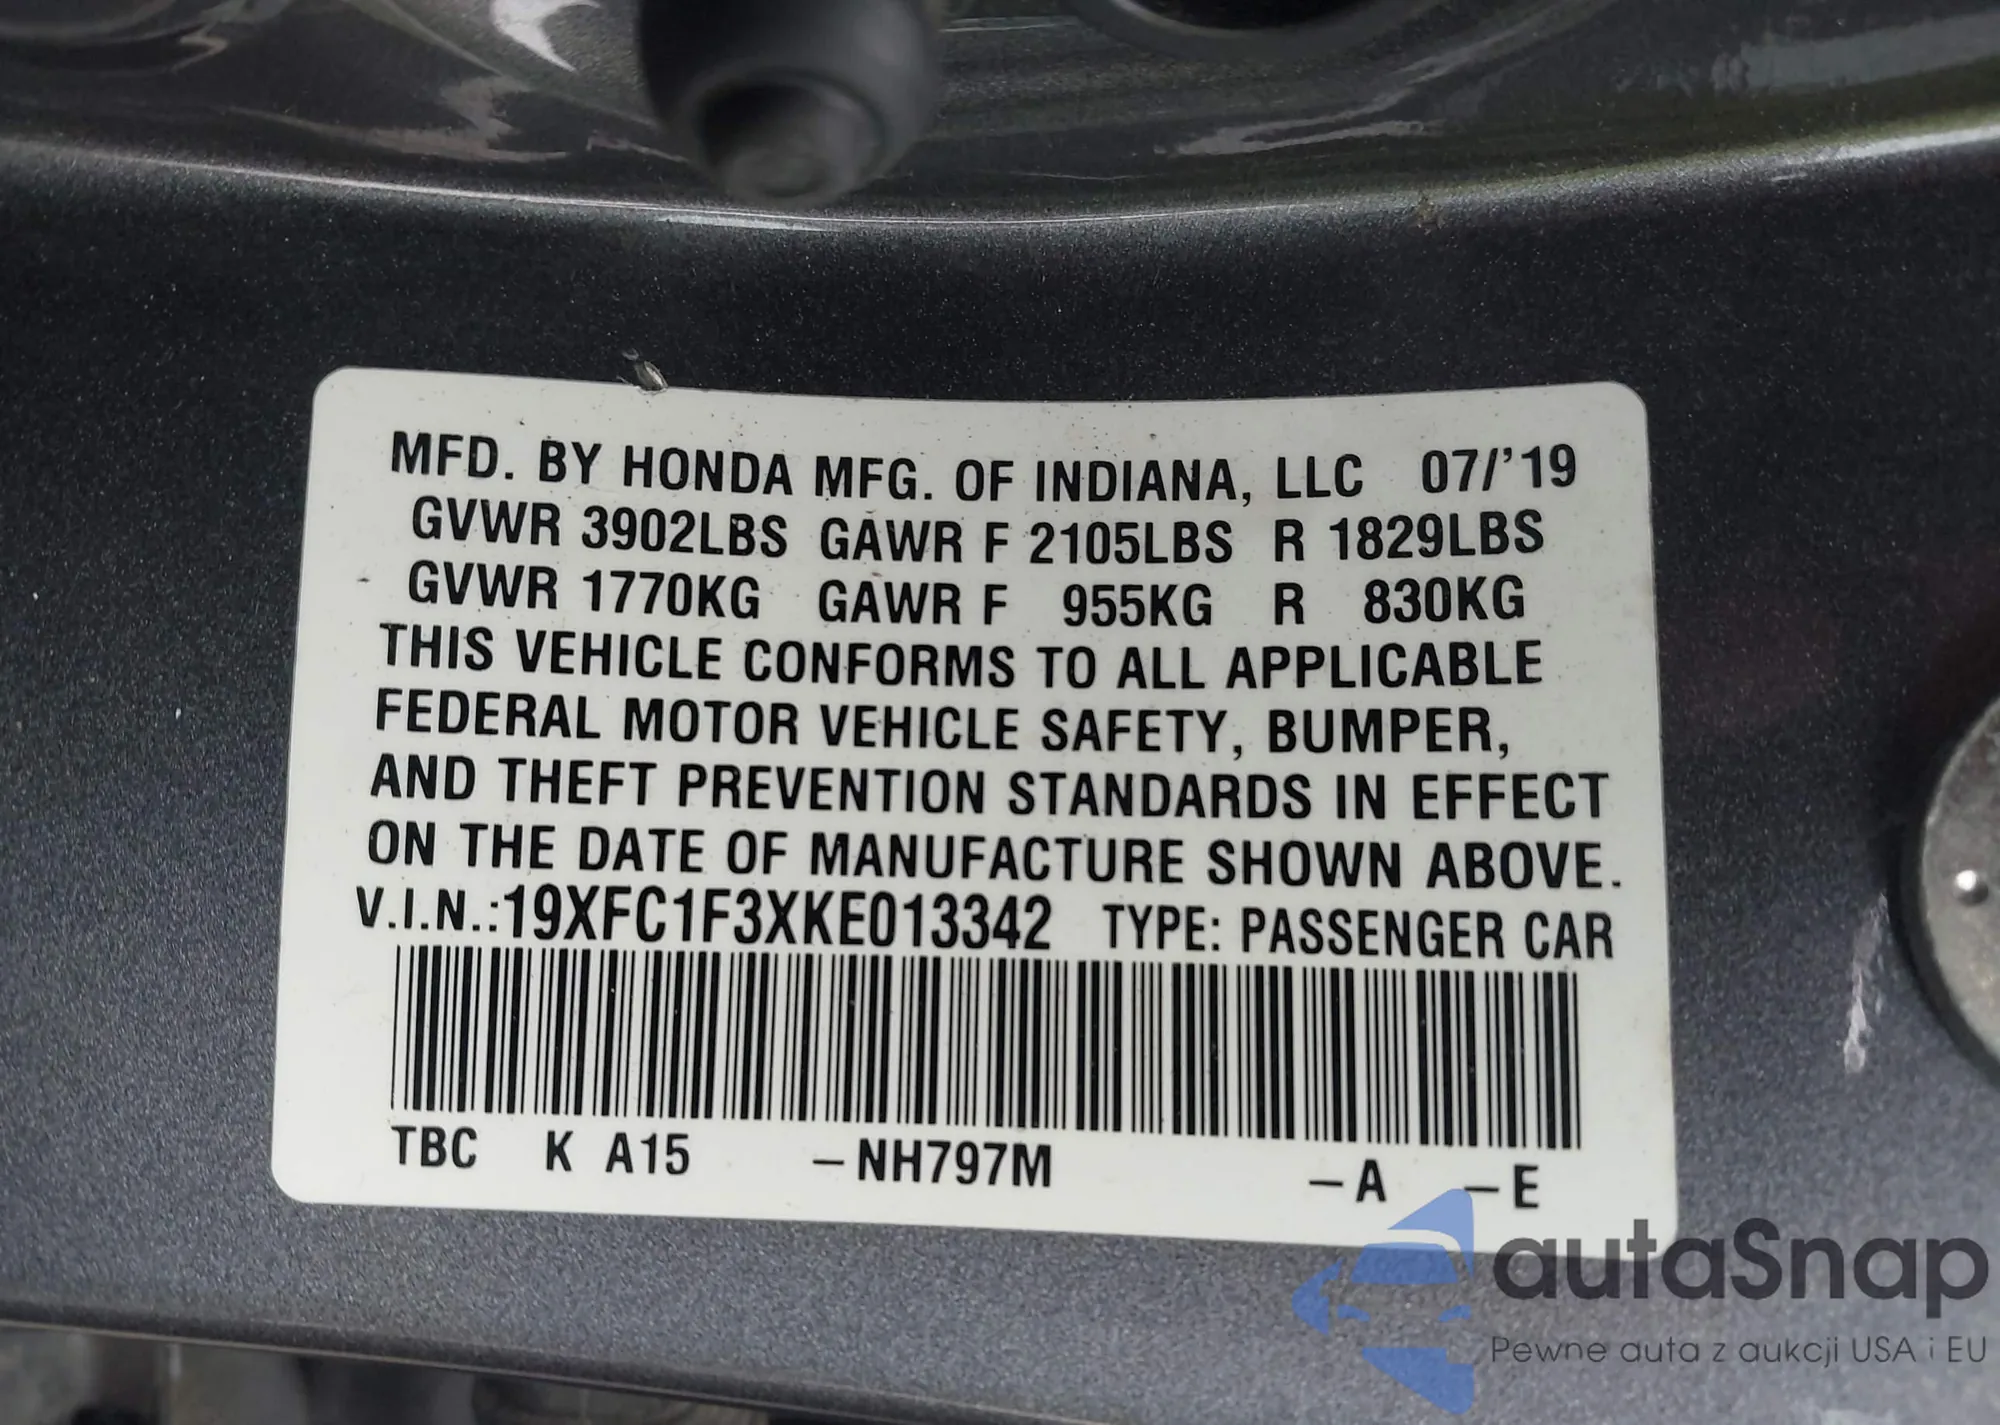 MFD. BY HONDA MFG. OF INDIANA, LLC 07/'19
GVWR 3902LBS GAWR F 2105LBS R 1829LBS
GVWR 1770KG GAWR F 955KG R 830KG
THIS VEHICLE CONFORMS TO ALL APPLICABLE
FEDERAL MOTOR VEHICLE SAFETY, BUMPER,
AND THEFT PREVENTION STANDARDS IN EFFECT
ON THE DATE OF MANUFACTURE SHOWN ABOVE.
V.I.N.:19XFC1F3XKE013342 TYPE: PASSENGER CAR
TBC K A15 –NH797M –A –E
autaSnap
Pewne auta z aukcji USA i EU